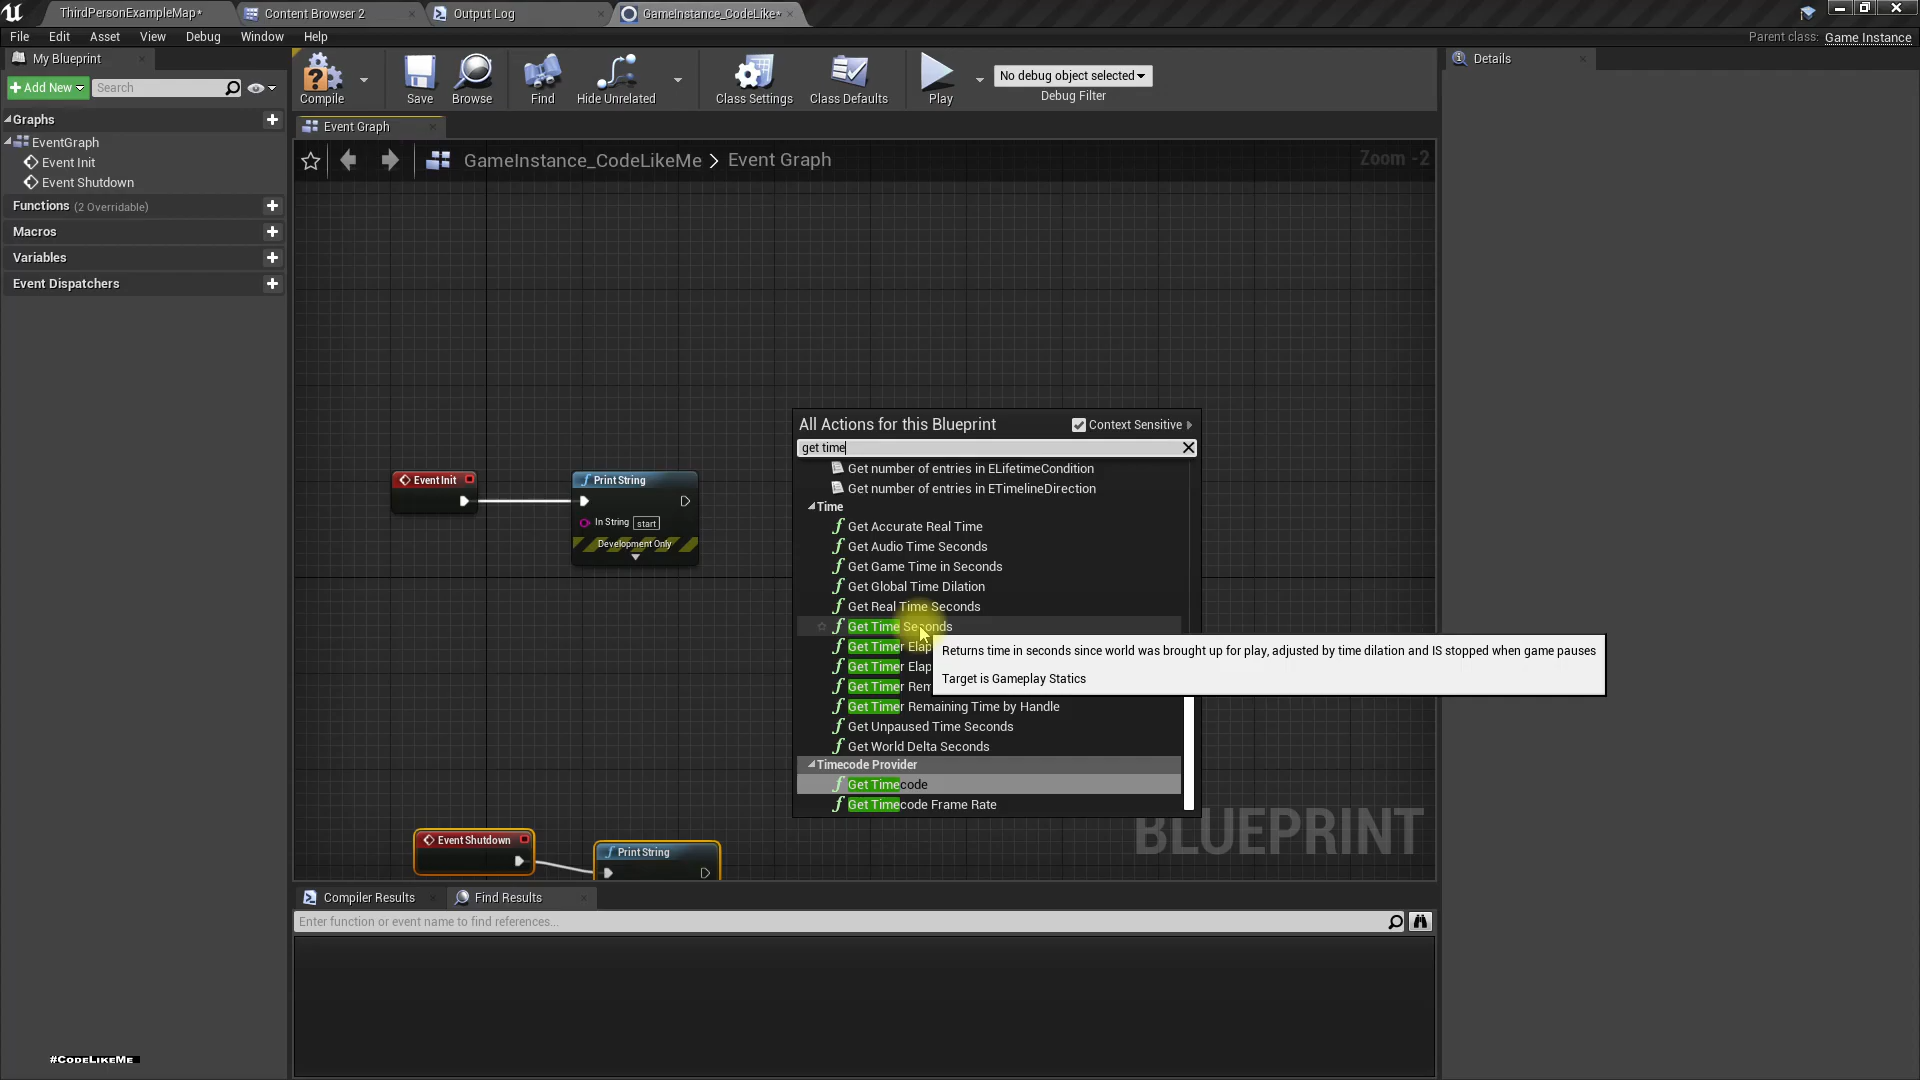 ThirdPersonExampleMap*
Content Browser 2
Output Log
GameInstance_CodeLike*
File Edit Asset View Debug Window Help
Parent class: Game Instance
My Blueprint
Add New
Search
Compile
Save
Browse
Find
Hide Unrelated
Class Settings
Class Defaults
Play
No debug object selected
Debug Filter
Details
Graphs
EventGraph
Event Init
Event Shutdown
Functions (2 Overridable)
Macros
Variables
Event Dispatchers
Event Graph
GameInstance_CodeLikeMe > Event Graph
Zoom -2
Event Init
Print String
In String start
Development Only
Event Shutdown
Print String
All Actions for this Blueprint
Context Sensitive
get time
Get number of entries in ELifetimeCondition
Get number of entries in ETimelineDirection
Time
Get Accurate Real Time
Get Audio Time Seconds
Get Game Time in Seconds
Get Global Time Dilation
Get Real Time Seconds
Get Time Seconds
Get Timer Elap
Get Timer Elap
Get Timer Rem
Get Timer Remaining Time by Handle
Get Unpaused Time Seconds
Get World Delta Seconds
Timecode Provider
Get Timecode
Get Timecode Frame Rate
Returns time in seconds since world was brought up for play, adjusted by time dilation and IS stopped when game pauses
Target is Gameplay Statics
BLUEPRINT
Compiler Results
Find Results
Enter function or event name to find references...
#CodeLikeMe